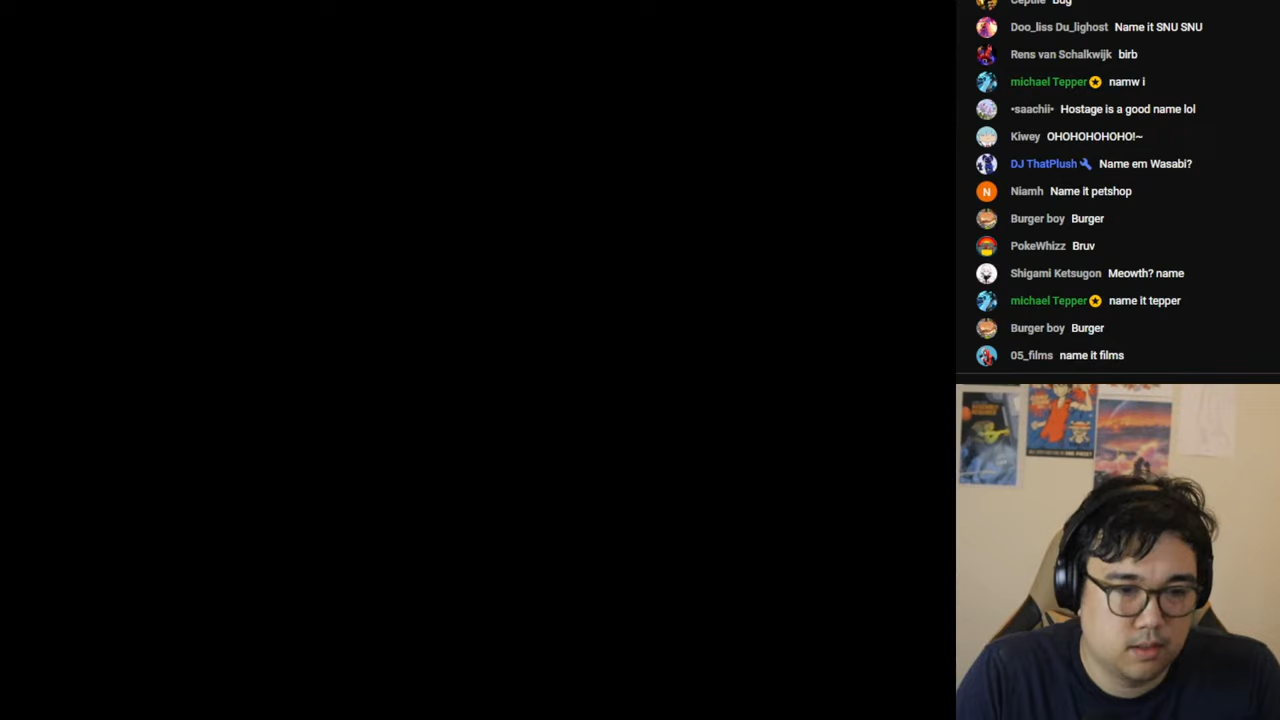 Ceptile Bug
Doo_liss Du_lighost Name it SNU SNU
Rens van Schalkwijk birb
michael Tepper namw i
•saachii• Hostage is a good name lol
Kiwey OHOHOHOHOHO!~
DJ ThatPlush Name em Wasabi?
N Niamh Name it petshop
Burger boy Burger
PokeWhizz Bruv
Shigami Ketsugon Meowth? name
michael Tepper name it tepper
Burger boy Burger
05_films name it films